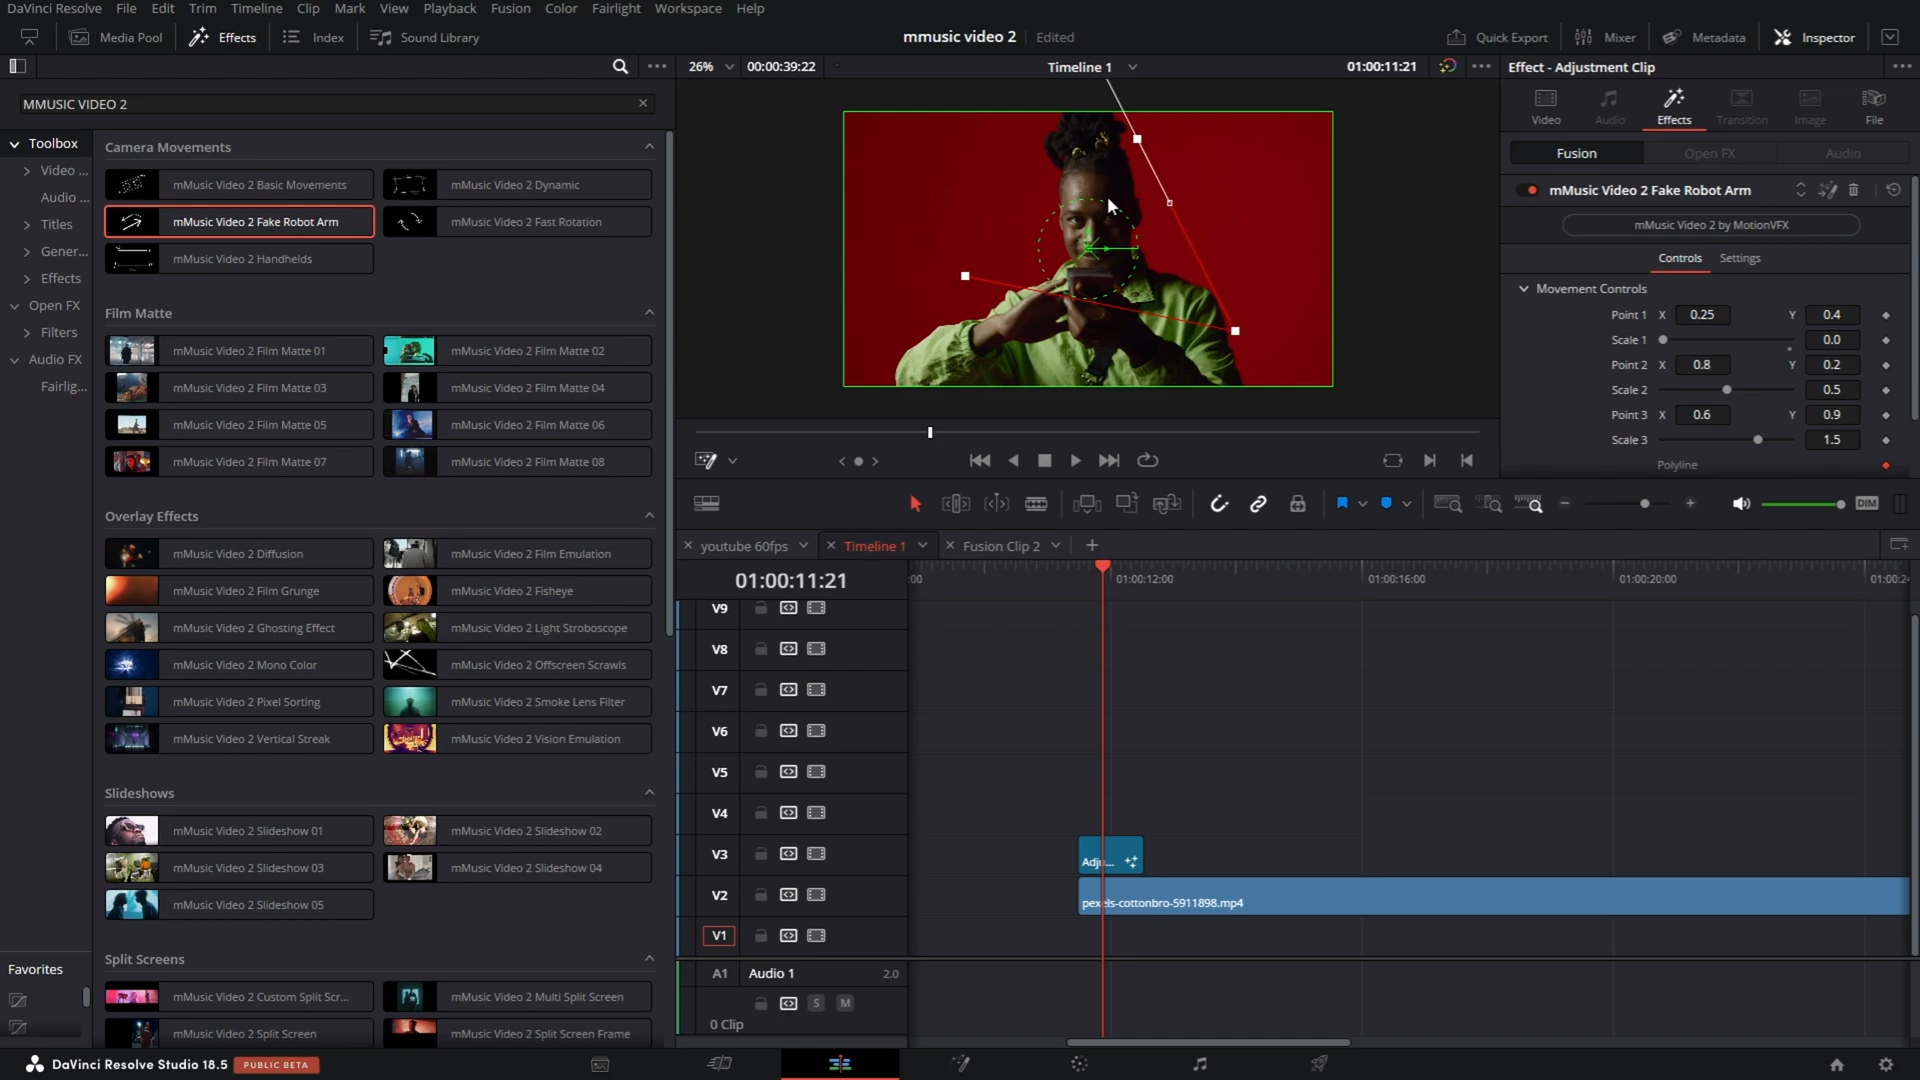 DaVinci Resolve File Edit Trim Timeline Clip Mark View Playback Fusion Color Fairlight Workspace Help
Media Pool Effects Index Sound Library mmusic video 2 Edited Quick Export Mixer Metadata Inspector
26% 00:00:39:22 Timeline 1 01:00:11:21 Effect - Adjustment Clip
MMUSIC VIDEO 2
Video Audio Effects Transition Image File
Fusion Open FX Audio
mMusic Video 2 Fake Robot Arm
mMusic Video 2 by MotionVFX
Controls Settings
Movement Controls
Point 1 X 0.25 Y 0.4
Scale 1 0.0
Point 2 X 0.8 Y 0.2
Scale 2 0.5
Point 3 X 0.6 Y 0.9
Scale 3 1.5
Polyline
Toolbox
Video ...
Audio ...
Titles
Gener...
Effects
Open FX
Filters
Audio FX
Fairlig...
Favorites
Camera Movements
mMusic Video 2 Basic Movements mMusic Video 2 Dynamic
mMusic Video 2 Fake Robot Arm mMusic Video 2 Fast Rotation
mMusic Video 2 Handhelds
Film Matte
mMusic Video 2 Film Matte 01 mMusic Video 2 Film Matte 02
mMusic Video 2 Film Matte 03 mMusic Video 2 Film Matte 04
mMusic Video 2 Film Matte 05 mMusic Video 2 Film Matte 06
mMusic Video 2 Film Matte 07 mMusic Video 2 Film Matte 08
Overlay Effects
mMusic Video 2 Diffusion mMusic Video 2 Film Emulation
mMusic Video 2 Film Grunge mMusic Video 2 Fisheye
mMusic Video 2 Ghosting Effect mMusic Video 2 Light Stroboscope
mMusic Video 2 Mono Color mMusic Video 2 Offscreen Scrawls
mMusic Video 2 Pixel Sorting mMusic Video 2 Smoke Lens Filter
mMusic Video 2 Vertical Streak mMusic Video 2 Vision Emulation
Slideshows
mMusic Video 2 Slideshow 01 mMusic Video 2 Slideshow 02
mMusic Video 2 Slideshow 03 mMusic Video 2 Slideshow 04
mMusic Video 2 Slideshow 05
Split Screens
mMusic Video 2 Custom Split Scr... mMusic Video 2 Multi Split Screen
mMusic Video 2 Split Screen mMusic Video 2 Split Screen Frame
DIM
youtube 60fps Timeline 1 Fusion Clip 2
01:00:11:21 :00 01:00:12:00 01:00:16:00 01:00:20:00 01:00:24
V9
V8
V7
V6
V5
V4
V3 Adju...
V2 pexels-cottonbro-5911898.mp4
V1
A1 Audio 1 2.0
S M
0 Clip
DaVinci Resolve Studio 18.5 PUBLIC BETA